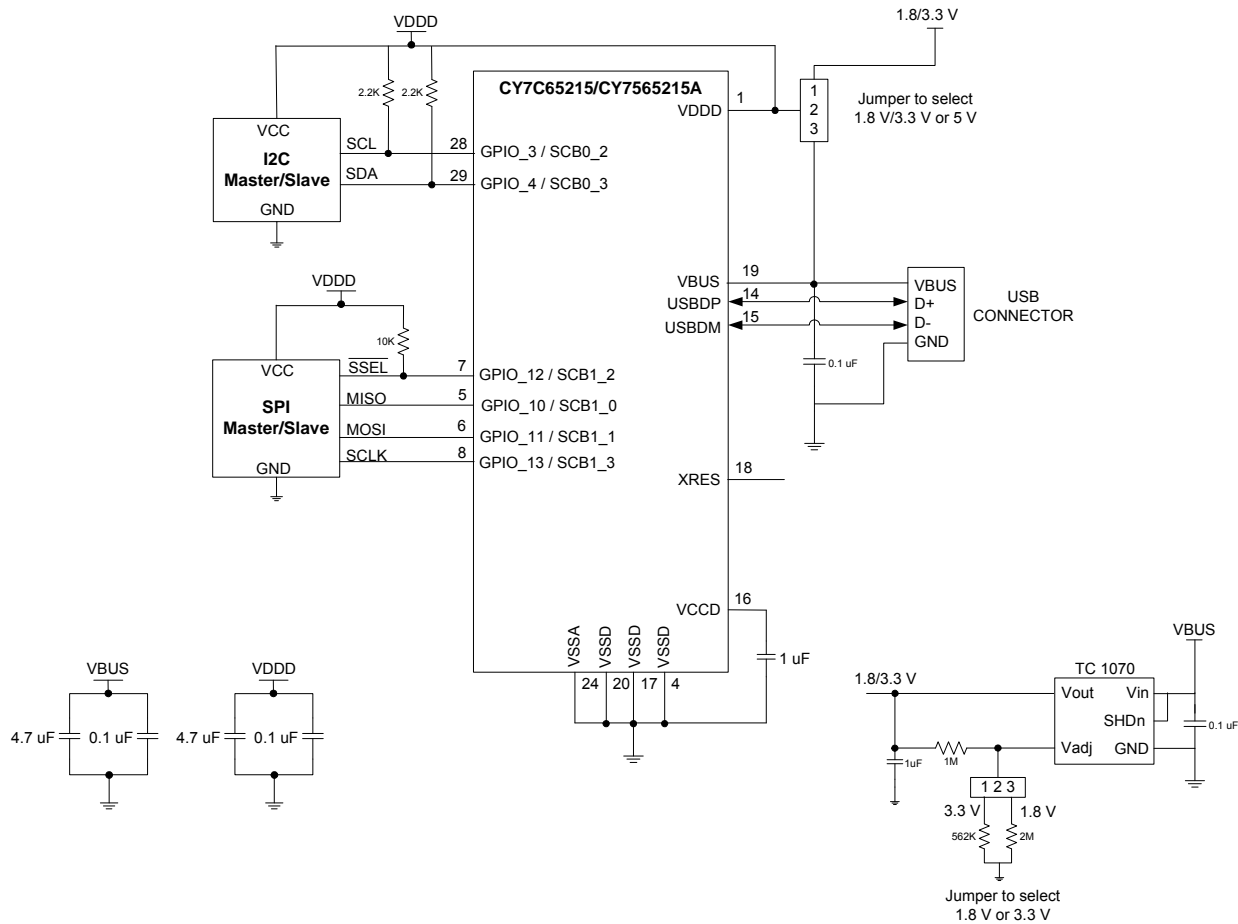 1.8/3.3 V
VDDD
CY7C65215/CY7565215A
2.2K
2.2K
VDDD
1
1
2
3
Jumper to select
1.8 V/3.3 V or 5 V
VCC
I2C
Master/Slave
GND
SCL
28
GPIO_3 / SCB0_2
SDA
29
GPIO_4 / SCB0_3
VDDD
10K
VCC
SPI
Master/Slave
GND
SSEL
7
GPIO_12 / SCB1_2
MISO
5
GPIO_10 / SCB1_0
MOSI
6
GPIO_11 / SCB1_1
SCLK
8
GPIO_13 / SCB1_3
VBUS
19
USBDP
14
USBDM
15
VBUS
D+
D-
GND
USB
CONNECTOR
0.1 uF
XRES
18
VCCD
16
1 uF
VSSA
VSSD
VSSD
VSSD
24
20
17
4
VBUS
4.7 uF
0.1 uF
VDDD
4.7 uF
0.1 uF
VBUS
TC 1070
1.8/3.3 V
Vout
Vin
SHDn
Vadj
GND
0.1 uF
1uF
1M
1 2 3
3.3 V
1.8 V
562K
2M
Jumper to select
1.8 V or 3.3 V